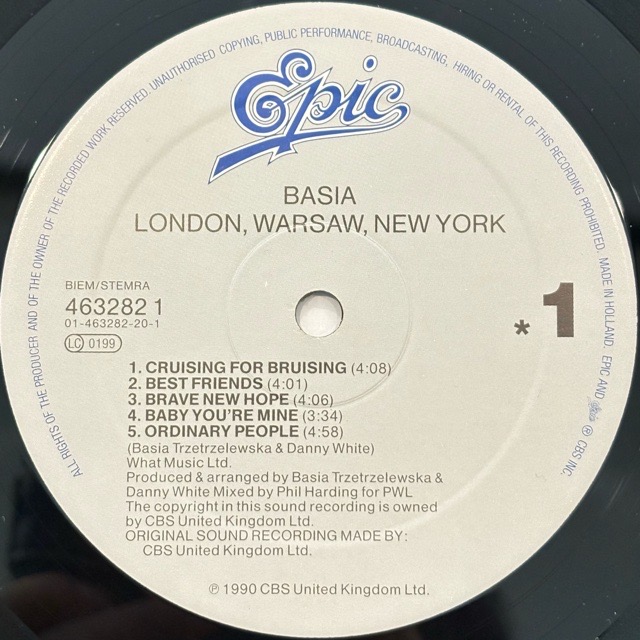 ALL RIGHTS OF THE PRODUCER AND OF THE OWNER OF THE RECORDED WORK RESERVED. UNAUTHORISED COPYING, PUBLIC PERFORMANCE, BROADCASTING, HIRING OR RENTAL OF THIS RECORDING PROHIBITED. MADE IN HOLLAND. EPIC AND Epic ® CBS INC.
Epic
BASIA
LONDON, WARSAW, NEW YORK
BIEM/STEMRA
463282 1
01-463282-20-1
LC 0199
* 1
1. CRUISING FOR BRUISING (4:08)
2. BEST FRIENDS (4:01)
3. BRAVE NEW HOPE (4:06)
4. BABY YOU'RE MINE (3:34)
5. ORDINARY PEOPLE (4:58)
(Basia Trzetrzelewska & Danny White)
What Music Ltd.
Produced & arranged by Basia Trzetrzelewska &
Danny White Mixed by Phil Harding for PWL
The copyright in this sound recording is owned
by CBS United Kingdom Ltd.
ORIGINAL SOUND RECORDING MADE BY:
CBS United Kingdom Ltd.
℗ 1990 CBS United Kingdom Ltd.